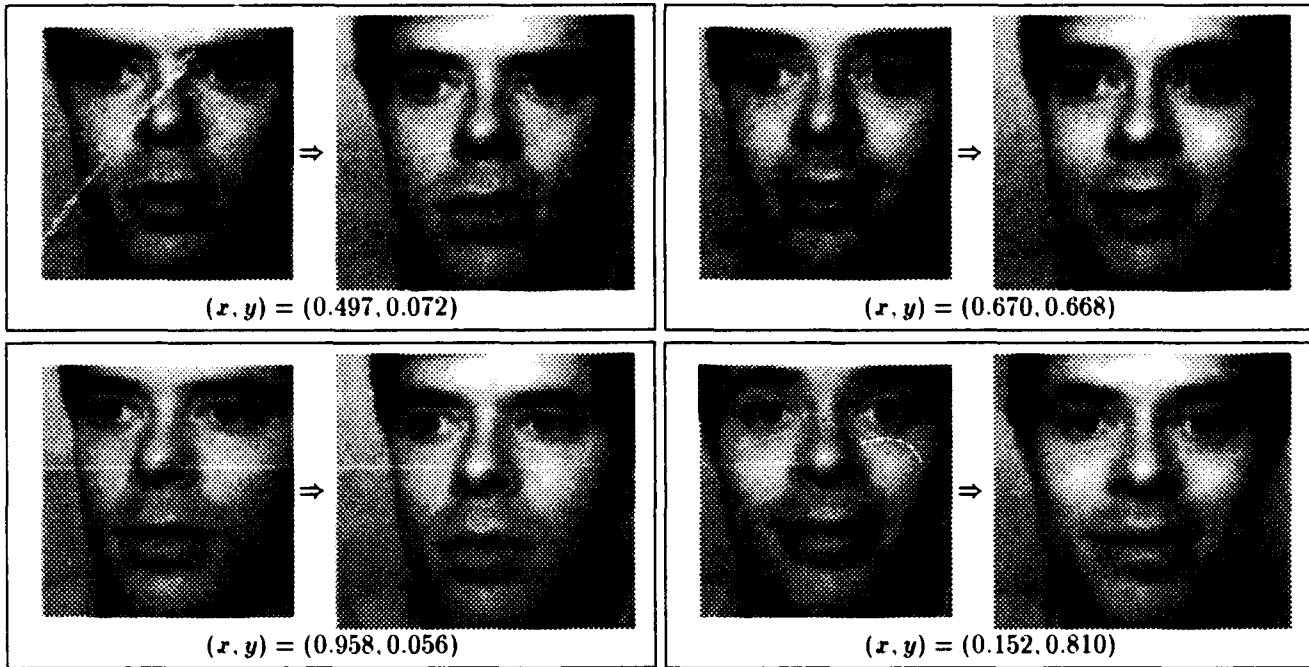 ⇒
(x, y) = (0.497, 0.072)
⇒
(x, y) = (0.670, 0.668)
⇒
(x, y) = (0.958, 0.056)
⇒
(x, y) = (0.152, 0.810)